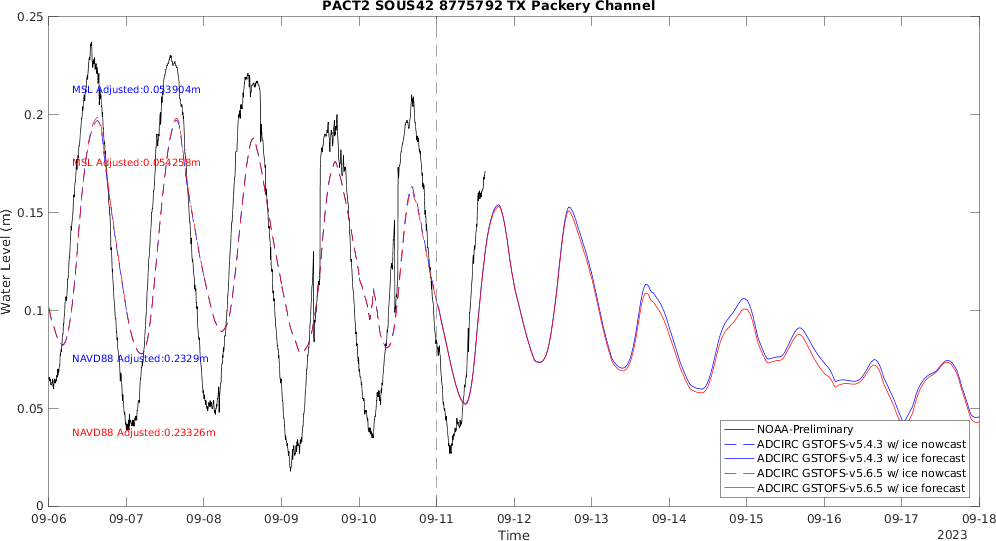 PACT2 SOUS42 8775792 TX Packery Channel
0.25
0.2
0.15
0.1
0.05
0
Water Level (m)
MSL Adjusted:0.053904m
MSL Adjusted:0.054258m
NAVD88 Adjusted:0.2329m
NAVD88 Adjusted:0.23326m
NOAA-Preliminary
ADCIRC GSTOFS-v5.4.3 w/ ice nowcast
ADCIRC GSTOFS-v5.4.3 w/ ice forecast
ADCIRC GSTOFS-v5.6.5 w/ ice nowcast
ADCIRC GSTOFS-v5.6.5 w/ ice forecast
09-06 09-07 09-08 09-09 09-10 09-11 09-12 09-13 09-14 09-15 09-16 09-17 09-18
Time
2023